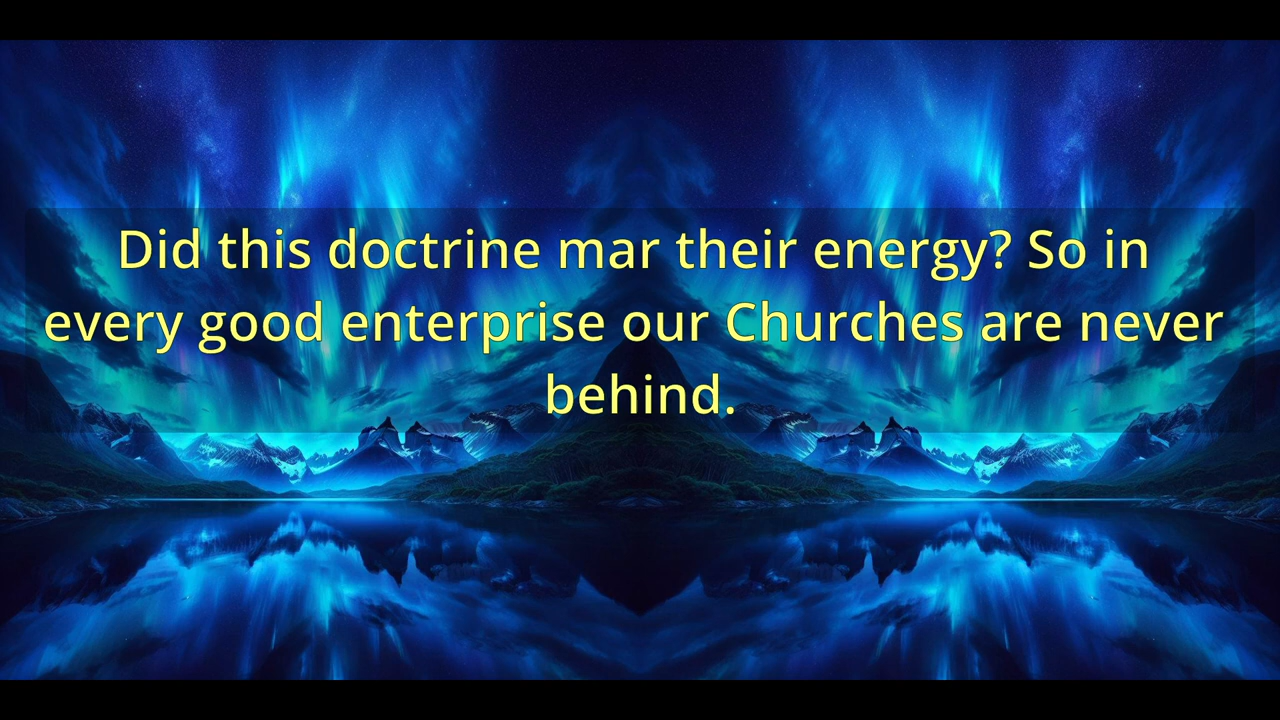 Did this doctrine mar their energy? So in
every good enterprise our Churches are never
behind.